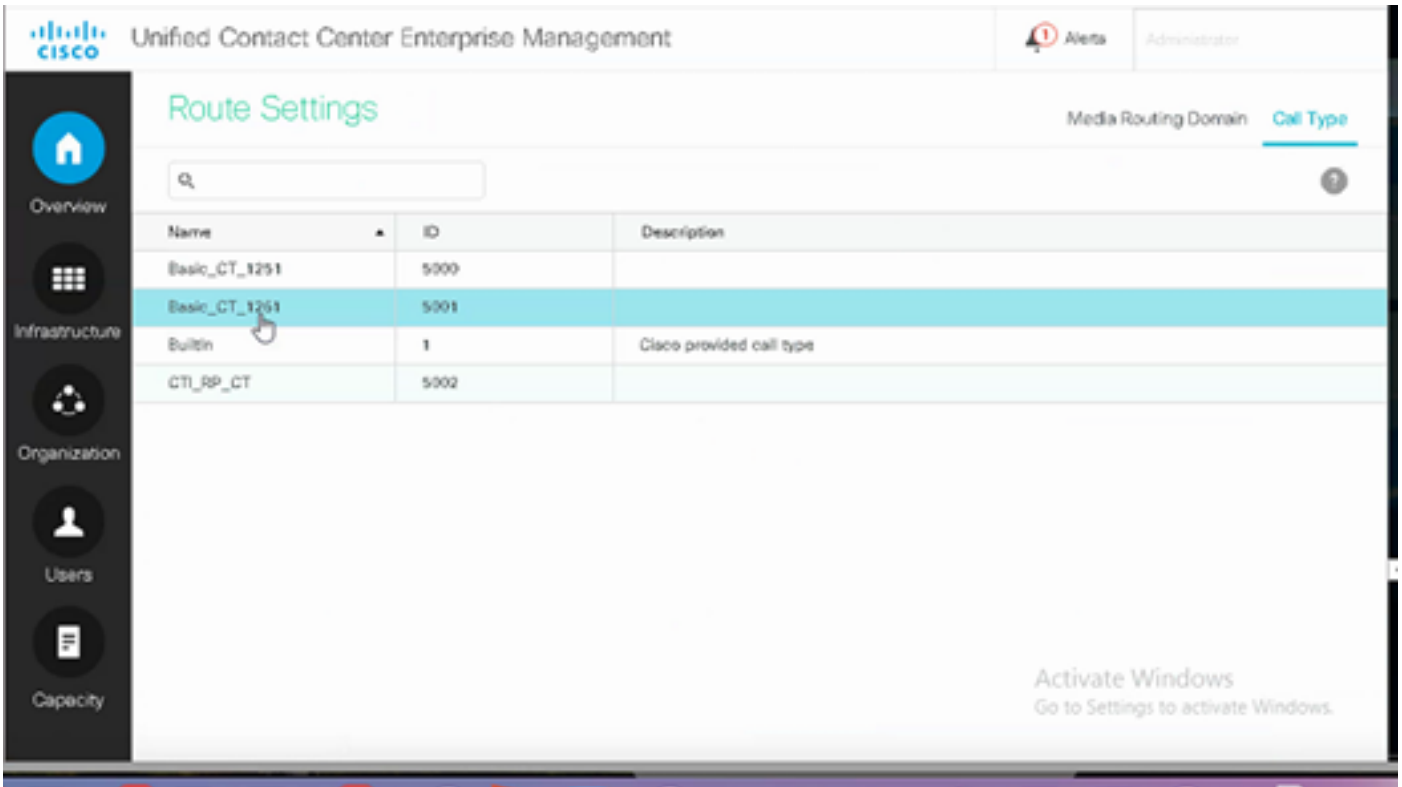 CISCO Unified Contact Center Enterprise Management 1 Alerts Administrator
Route Settings
Media Routing Domain Call Type
?
Overview
Name ID Description
Basic_CT_1251 5000
Basic_CT_1261 5001
Infrastructure
BuiltIn 1 Cisco provided call type
CTI_RP_CT 5002
Organization
Users
Activate Windows
Capacity
Go to Settings to activate Windows.